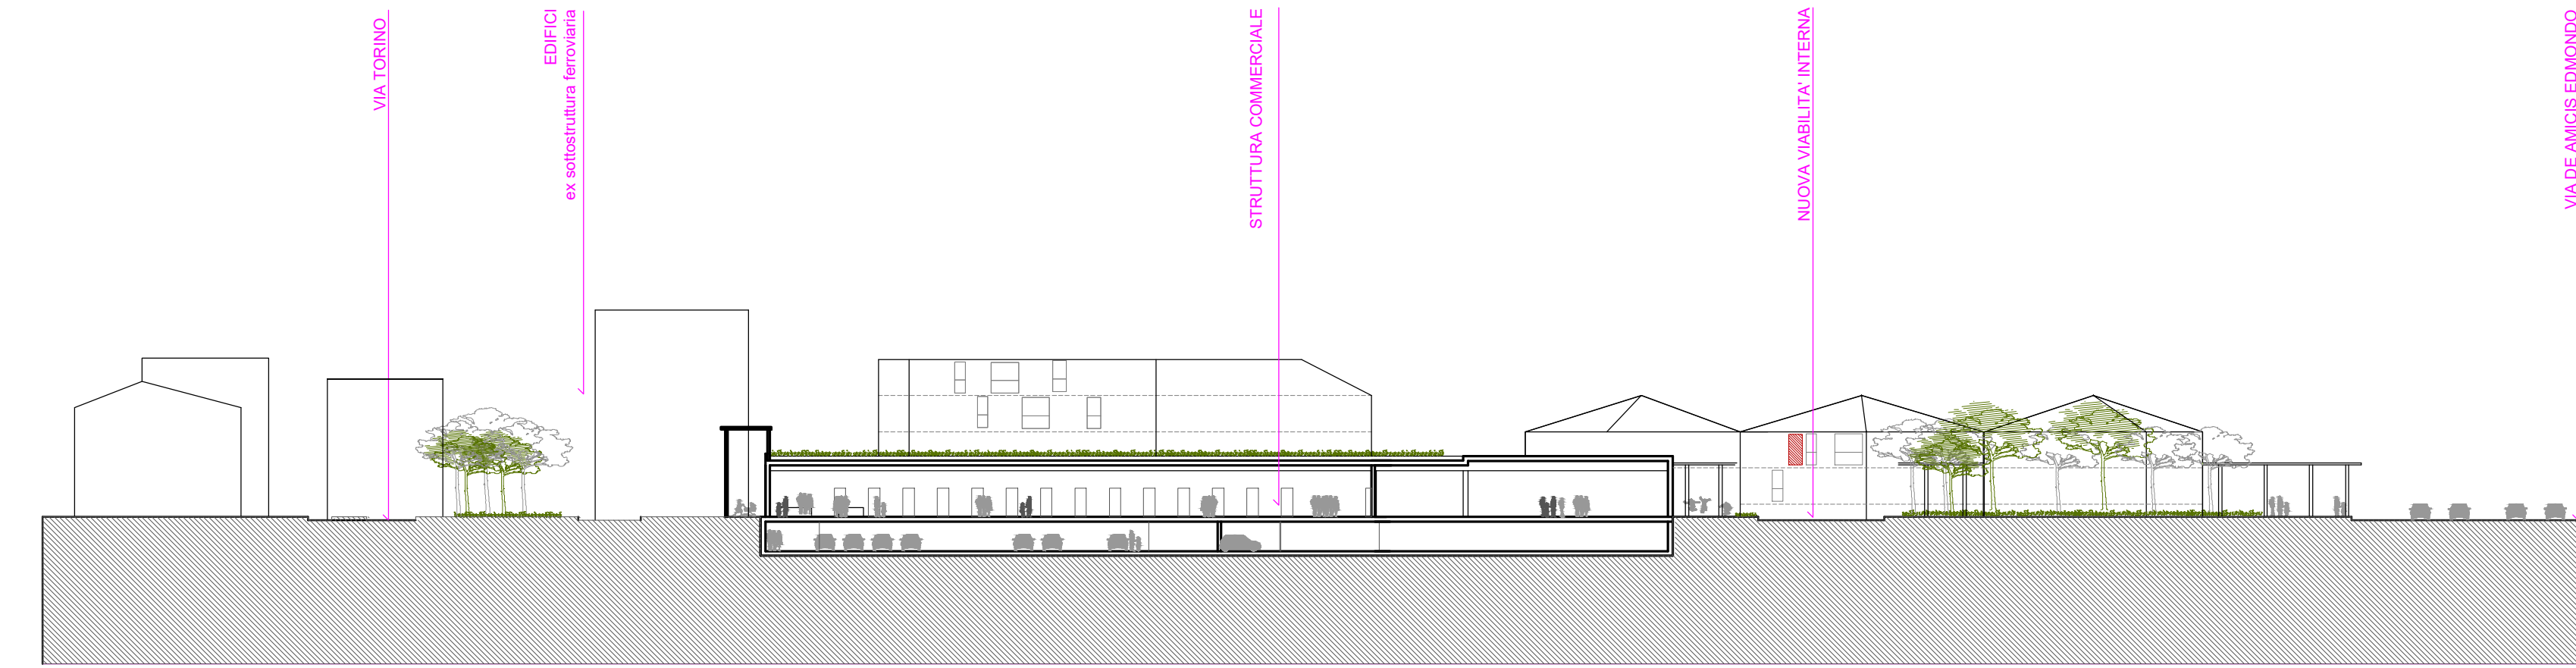 VIA TORINO
EDIFICI
ex sottostruttura ferroviaria
STRUTTURA COMMERCIALE
NUOVA VIABILITA' INTERNA
VIA DE AMICIS EDMONDO